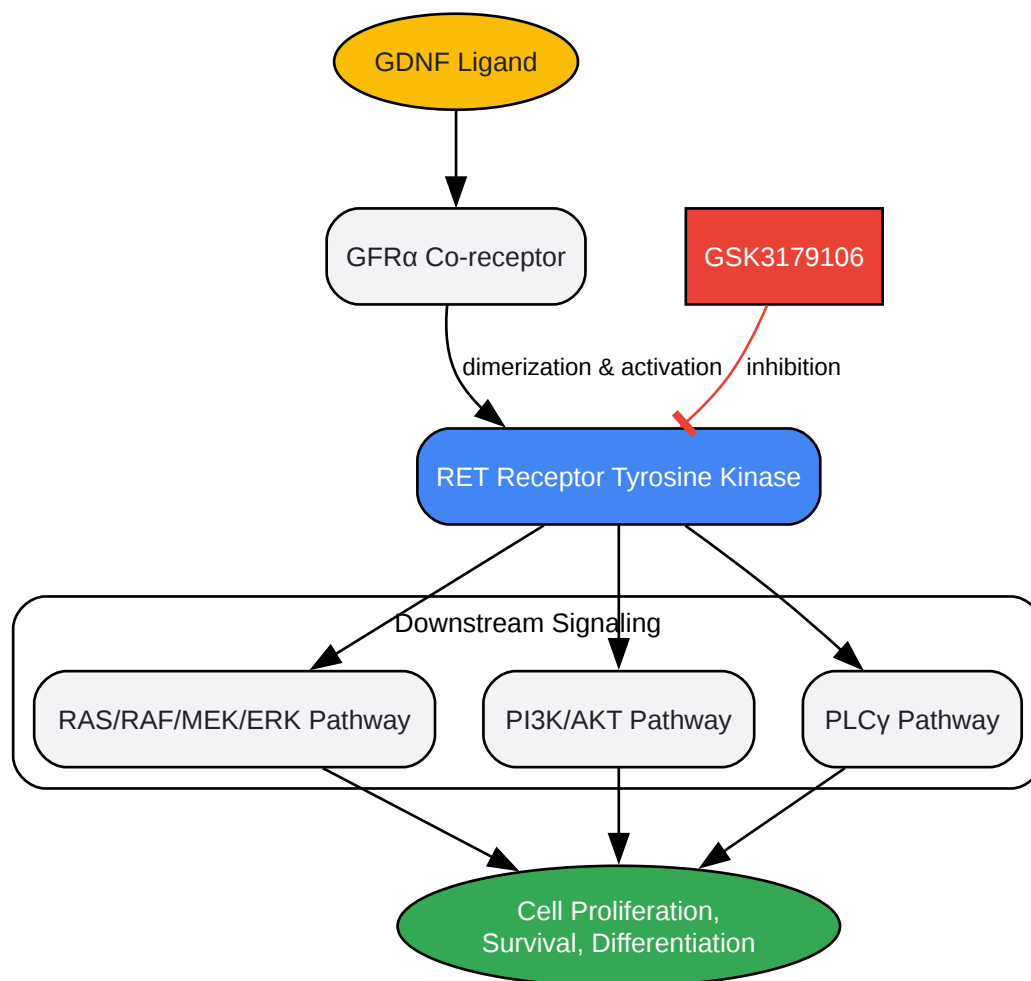 GDNF Ligand
GFRα Co-receptor
GSK3179106
dimerization & activation
inhibition
RET Receptor Tyrosine Kinase
Downstream Signaling
RAS/RAF/MEK/ERK Pathway
PI3K/AKT Pathway
PLCγ Pathway
Cell Proliferation,
Survival, Differentiation